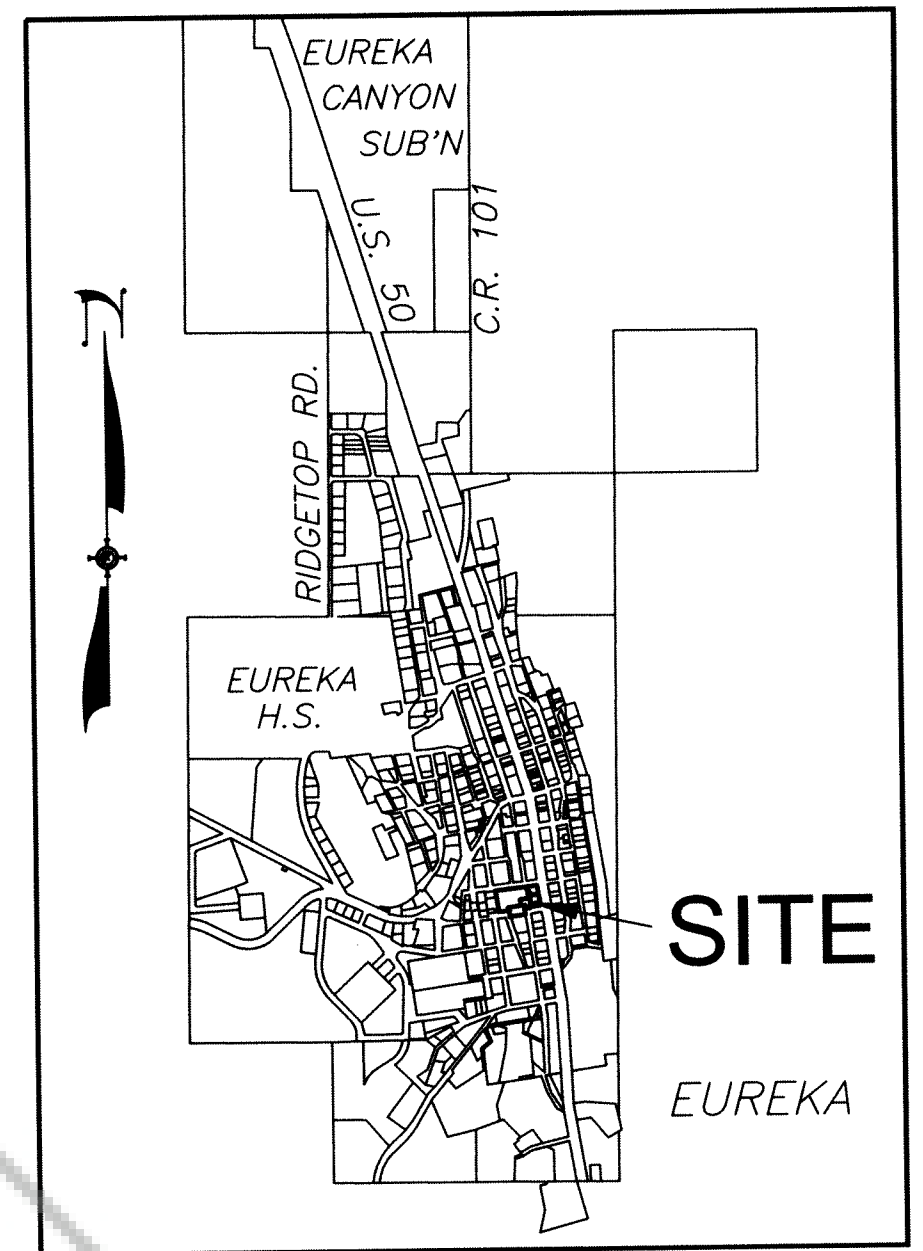 EUREKA
CANYON
SUB'N
U.S. 50
C.R. 101
RIDGETOP RD.
EUREKA
H.S.
SITE
EUREKA